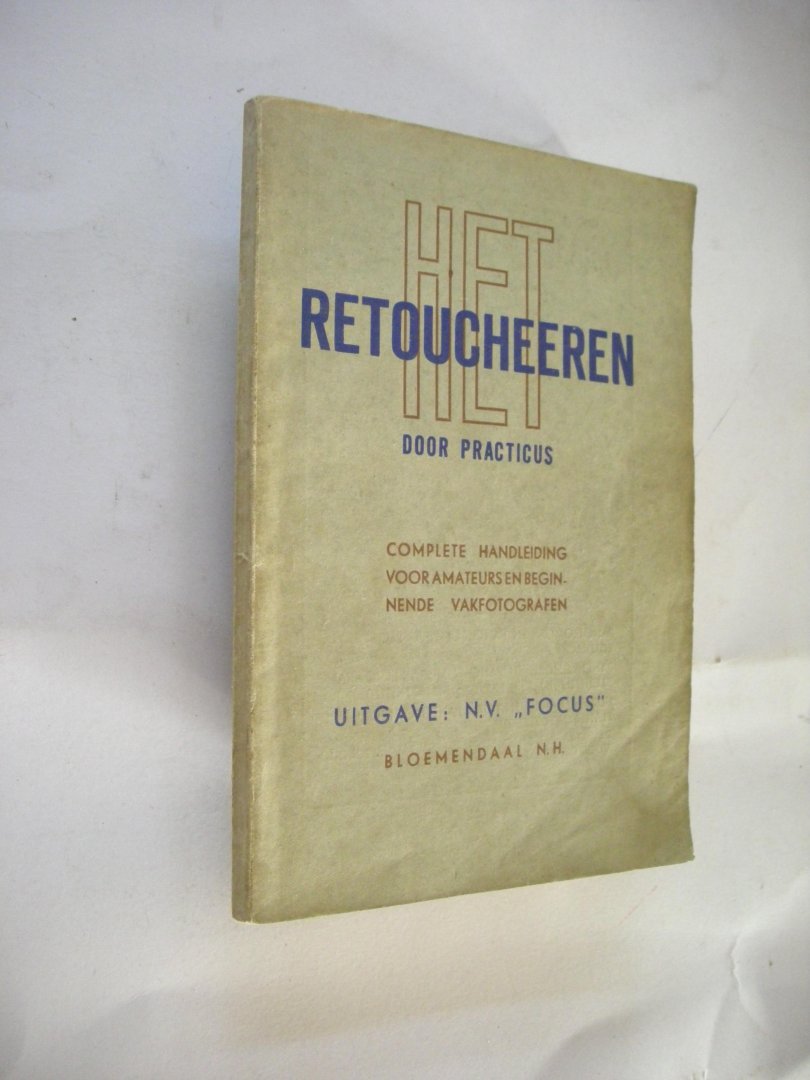 HET
RETOUCHEEREN
DOOR PRACTICUS
COMPLETE HANDLEIDING
VOOR AMATEURS EN BEGIN-
NENDE VAKFOTOGRAFEN
UITGAVE: N.V. „FOCUS"
BLOEMENDAAL N.H.